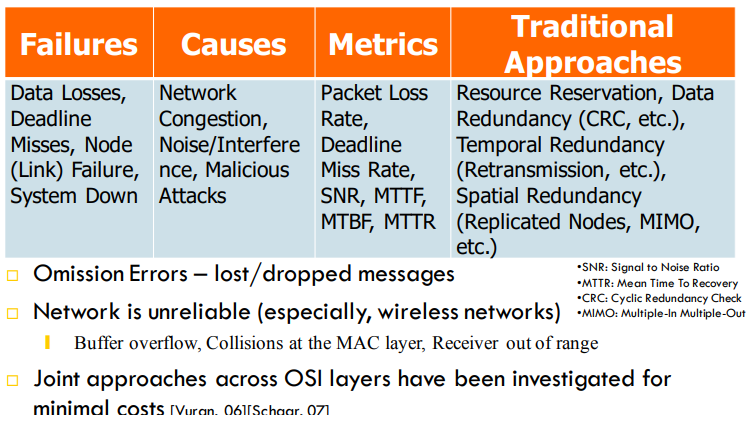 Failures
Causes
Metrics
Traditional
Approaches
Data Losses,
Deadline
Misses, Node
(Link) Failure,
System Down
Network
Congestion,
Noise/Interfere
nce, Malicious
Attacks
Packet Loss
Rate,
Deadline
Miss Rate,
SNR, MTTF,
MTBF, MTTR
Resource Reservation, Data
Redundancy (CRC, etc.),
Temporal Redundancy
(Retransmission, etc.),
Spatial Redundancy
(Replicated Nodes, MIMO,
etc.)
Omission Errors – lost/dropped messages
Network is unreliable (especially, wireless networks)
Buffer overflow, Collisions at the MAC layer, Receiver out of range
Joint approaches across OSI layers have been investigated for
minimal costs [Vuran, 06][Schaar, 07]
•SNR: Signal to Noise Ratio
•MTTR: Mean Time To Recovery
•CRC: Cyclic Redundancy Check
•MIMO: Multiple-In Multiple-Out